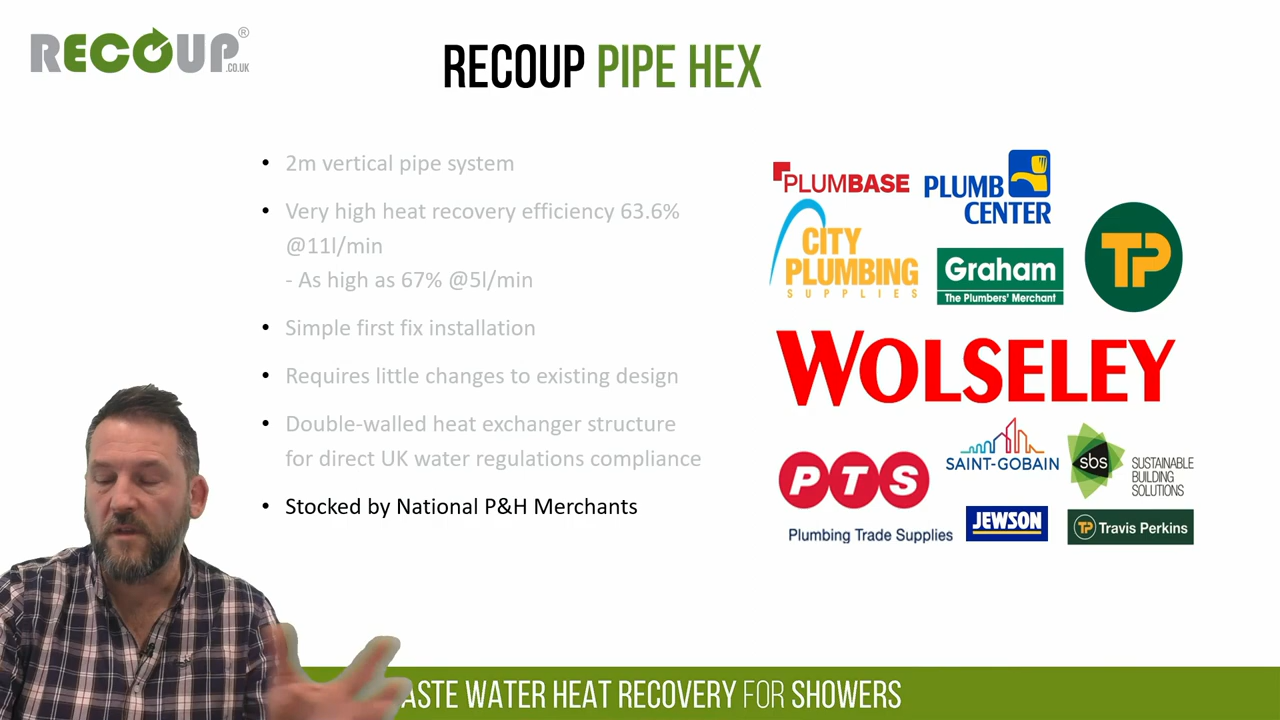 RECOUP®
.CO.UK
RECOUP PIPE HEX
• 2m vertical pipe system
• Very high heat recovery efficiency 63.6%
@11l/min
- As high as 67% @5l/min
• Simple first fix installation
• Requires little changes to existing design
• Double-walled heat exchanger structure
for direct UK water regulations compliance
• Stocked by National P&H Merchants
PLUMBASE
PLUMB
CENTER
CITY
PLUMBING
SUPPLIES
Graham
The Plumbers' Merchant
TP
WOLSELEY
PTS
Plumbing Trade Supplies
SAINT-GOBAIN
sbs
SUSTAINABLE
BUILDING
SOLUTIONS
JEWSON
TP Travis Perkins
ASTE WATER HEAT RECOVERY FOR SHOWERS